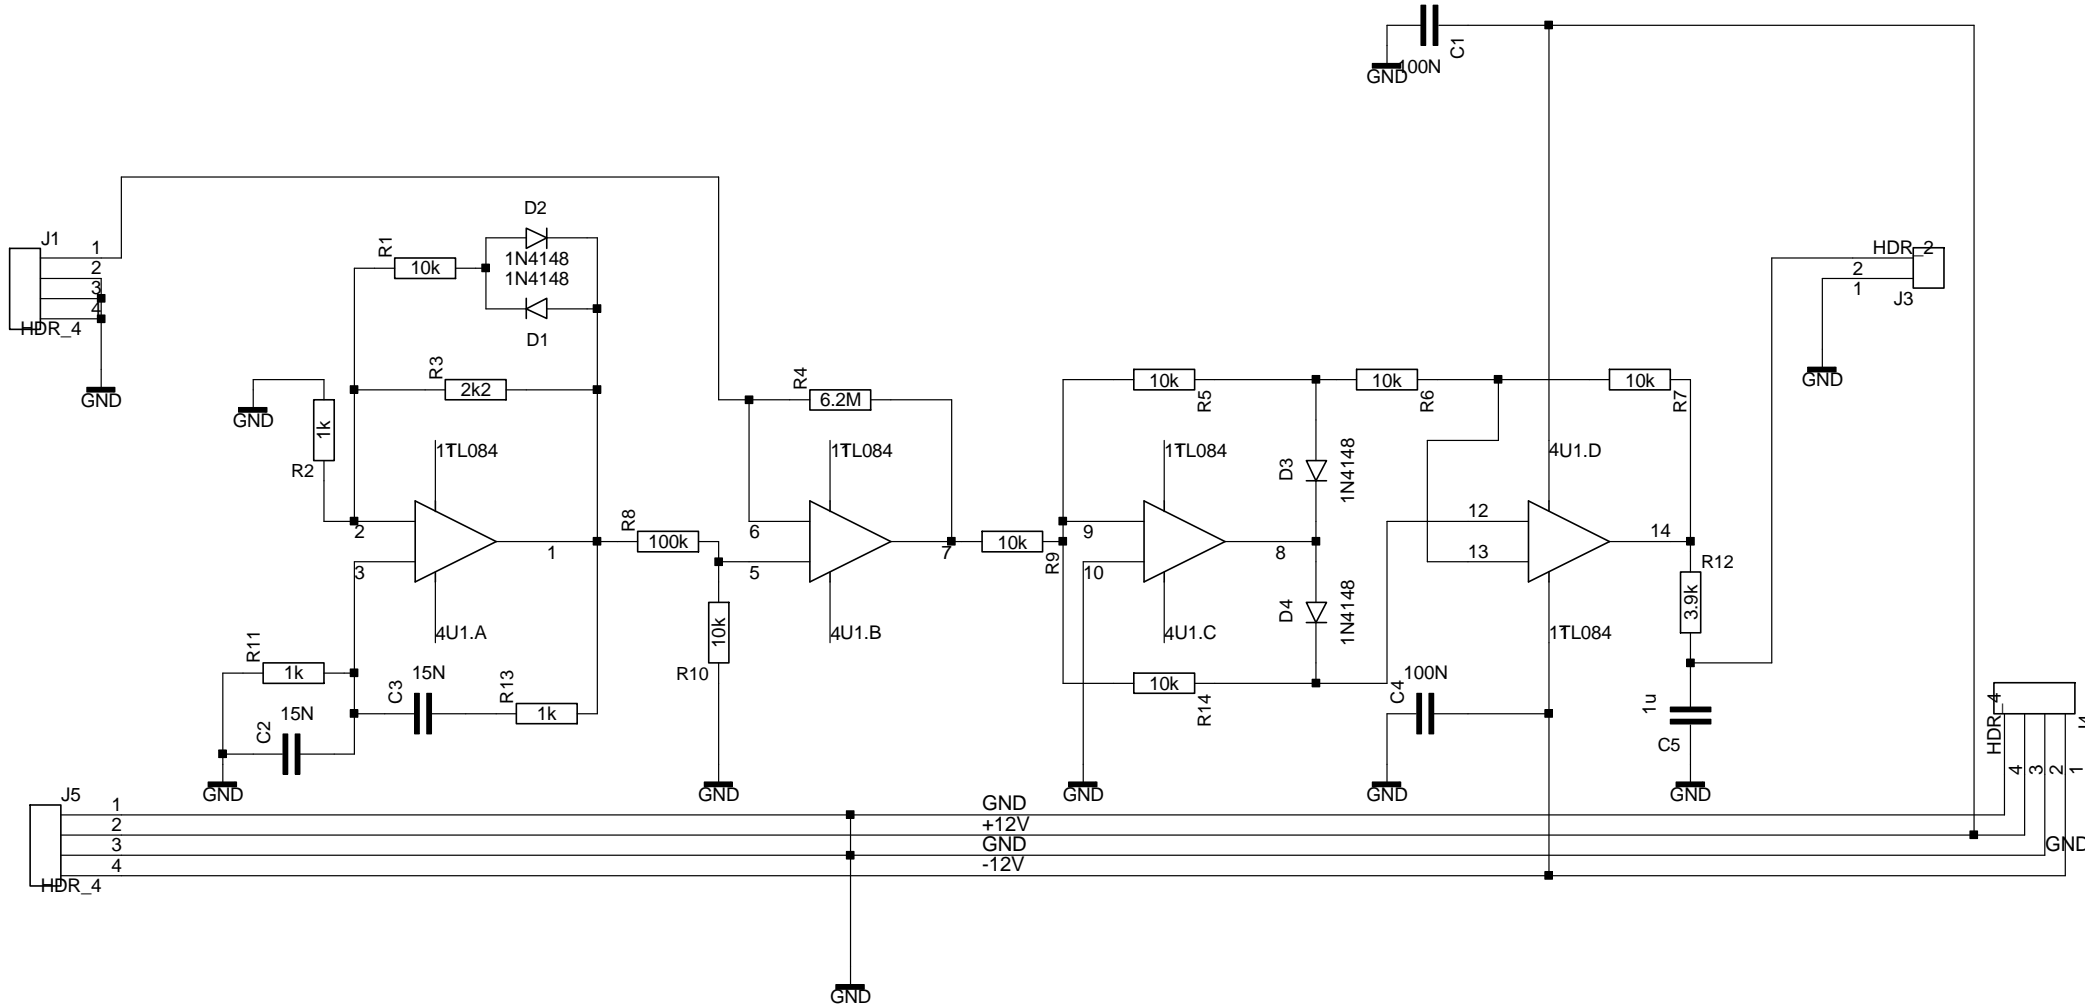 C1
GND
100N
D2
J1
1
2
3
4
HDR_4
GND
R1
10k
1N4148
1N4148
D1
HDR_2
2
1
J3
GND
R3
2k2
R4
6.2M
10k
R5
10k
R6
10k
R7
GND
1k
R2
11TL084
11TL084
11TL084
4U1.D
D3
1N4148
2
3
1
R8
100k
6
5
7
10k
R9
9
10
8
12
13
14
R12
3.9k
4U1.A
4U1.B
4U1.C
D4
1N4148
11TL084
R11
1k
10k
R10
C3
15N
R13
1k
10k
R14
C4
100N
C2
15N
1u
C5
HDR_4
4
3
2
1
GND
GND
GND
GND
GND
J5
1
2
3
4
HDR_4
GND
+12V
GND
-12V
GND
GND